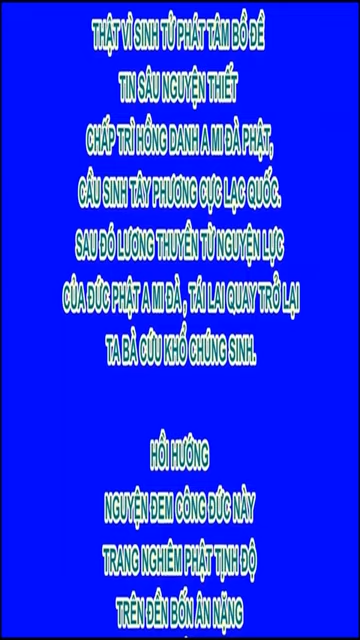 THẬT VÌ SINH TỬ PHÁT TÂM BỒ ĐỀ
TIN SÂU NGUYỆN THIẾT
CHẤP TRÌ HỒNG DANH A MI ĐÀ PHẬT,
CẦU SINH TÂY PHƯƠNG CỰC LẠC QUỐC.
SAU ĐÓ LƯƠNG THUYỀN TỪ NGUYỆN LỰC
CỦA ĐỨC PHẬT A MI ĐÀ , TÁI LAI QUAY TRỞ LẠI
TA BÀ CỨU KHỔ CHÚNG SINH.
HỒI HƯỚNG
NGUYỆN ĐEM CÔNG ĐỨC NÀY
TRANG NGHIÊM PHẬT TỊNH ĐỘ
TRÊN ĐỀN BỐN ÂN NẶNG